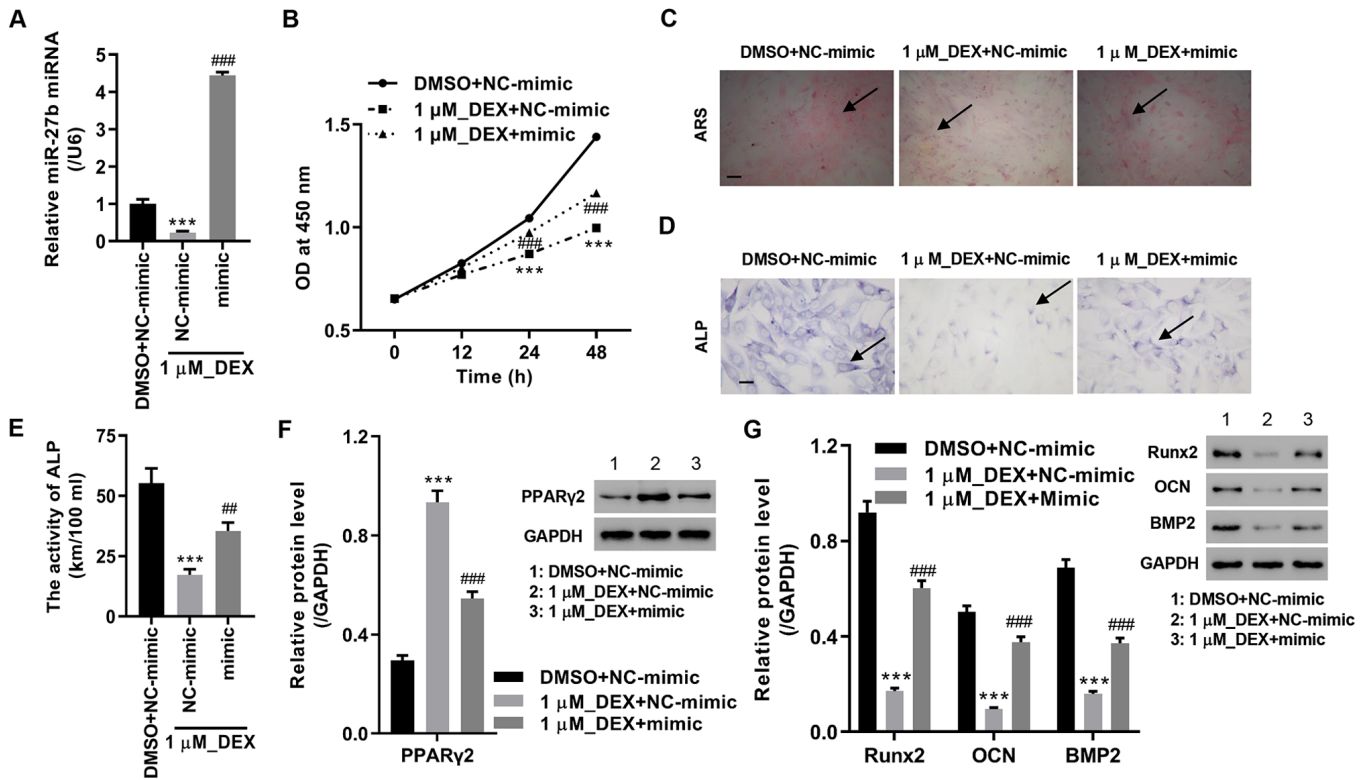 A
Relative miR-27b miRNA
(/U6)
5
4
3
2
1
0
***
###
DMSO+NC-mimic
NC-mimic
mimic
1 μM_DEX
B
DMSO+NC-mimic
1 μM_DEX+NC-mimic
1 μM_DEX+mimic
OD at 450 nm
1.5
1.0
0.5
###
***
###
***
0
12
24
48
Time (h)
C
DMSO+NC-mimic
1 μM_DEX+NC-mimic
1 μ M_DEX+mimic
ARS
D
DMSO+NC-mimic
1 μ M_DEX+NC-mimic
1 μ M_DEX+mimic
ALP
E
The activity of ALP
(km/100 ml)
75
50
25
0
***
##
DMSO+NC-mimic
NC-mimic
mimic
1 μM_DEX
F
Relative protein level
(/GAPDH)
1.2
0.8
0.4
0.0
***
###
PPARγ2
1 2 3
PPARγ2
GAPDH
1: DMSO+NC-mimic
2: 1 μM_DEX+NC-mimic
3: 1 μM_DEX+mimic
DMSO+NC-mimic
1 μM_DEX+NC-mimic
1 μM_DEX+mimic
G
Relative protein level
(/GAPDH)
1.2
0.8
0.4
0.0
DMSO+NC-mimic
1 μM_DEX+NC-mimic
1 μM_DEX+Mimic
***
###
***
###
***
###
Runx2
OCN
BMP2
1 2 3
Runx2
OCN
BMP2
GAPDH
1: DMSO+NC-mimic
2: 1 μM_DEX+NC-mimic
3: 1 μM_DEX+mimic